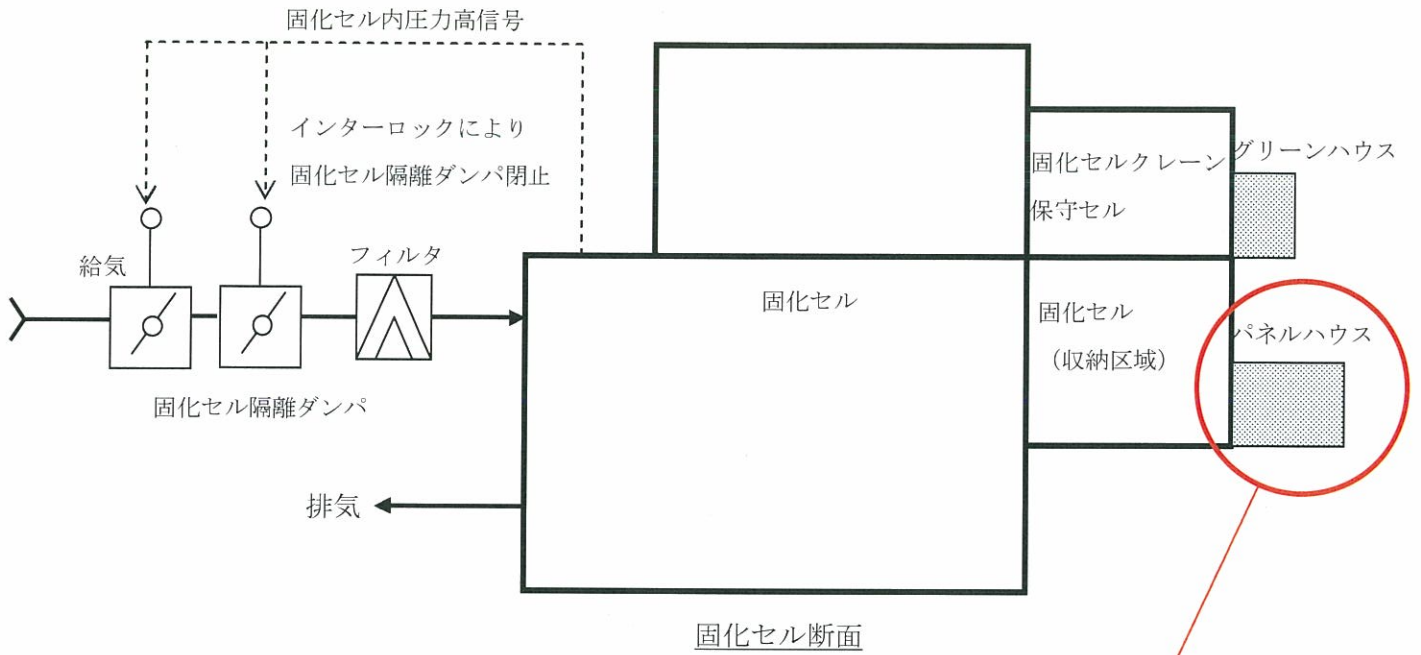 固化セル内圧力高信号
インターロックにより
固化セル隔離ダンパ閉止
給気
フィルタ
固化セル隔離ダンパ
排気
固化セル
固化セルクレーン
保守セル
グリーンハウス
固化セル
（収納区域）
パネルハウス
固化セル断面